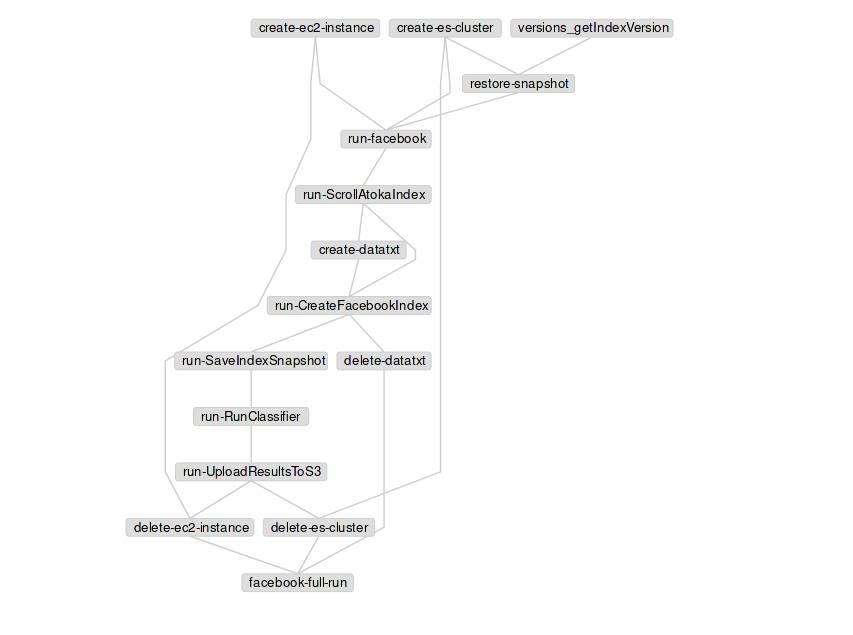 create-ec2-instance
create-es-cluster
versions_getIndexVersion
restore-snapshot
run-facebook
run-ScrollAtokaIndex
create-datatxt
run-CreateFacebookIndex
run-SaveIndexSnapshot
delete-datatxt
run-RunClassifier
run-UploadResultsToS3
delete-ec2-instance
delete-es-cluster
facebook-full-run